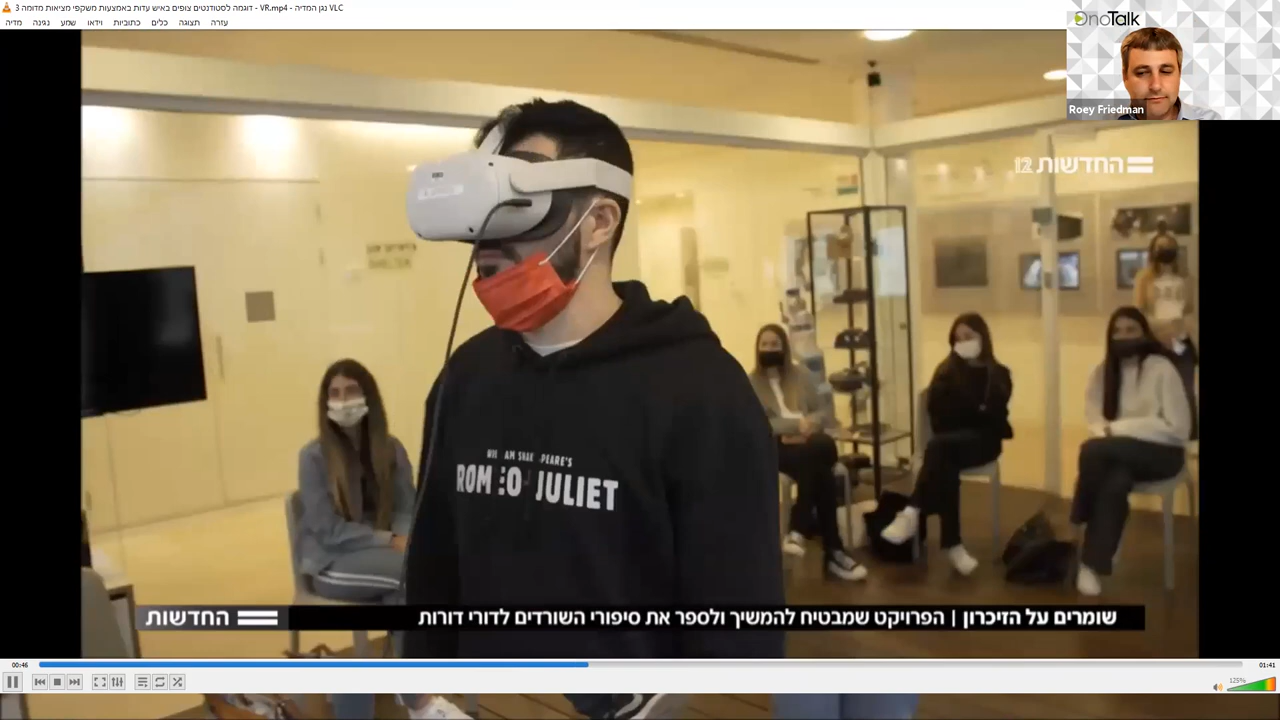 דוגמה לסטודנטים צופים באיש עדות באמצעות משקפי מציאות מדומה 3 - VR.mp4 - נגן המדיה VLC
מדיה נגינה שמע וידאו כתוביות כלים תצוגה עזרה
OnoTalk
Roey Friedman
החדשות 12
ROMEO JULIET
שומרים על הזיכרון | הפרויקט שמבטיח להמשיך ולספר את סיפורי השורדים לדורי דורות
החדשות
00:46
01:41
125%